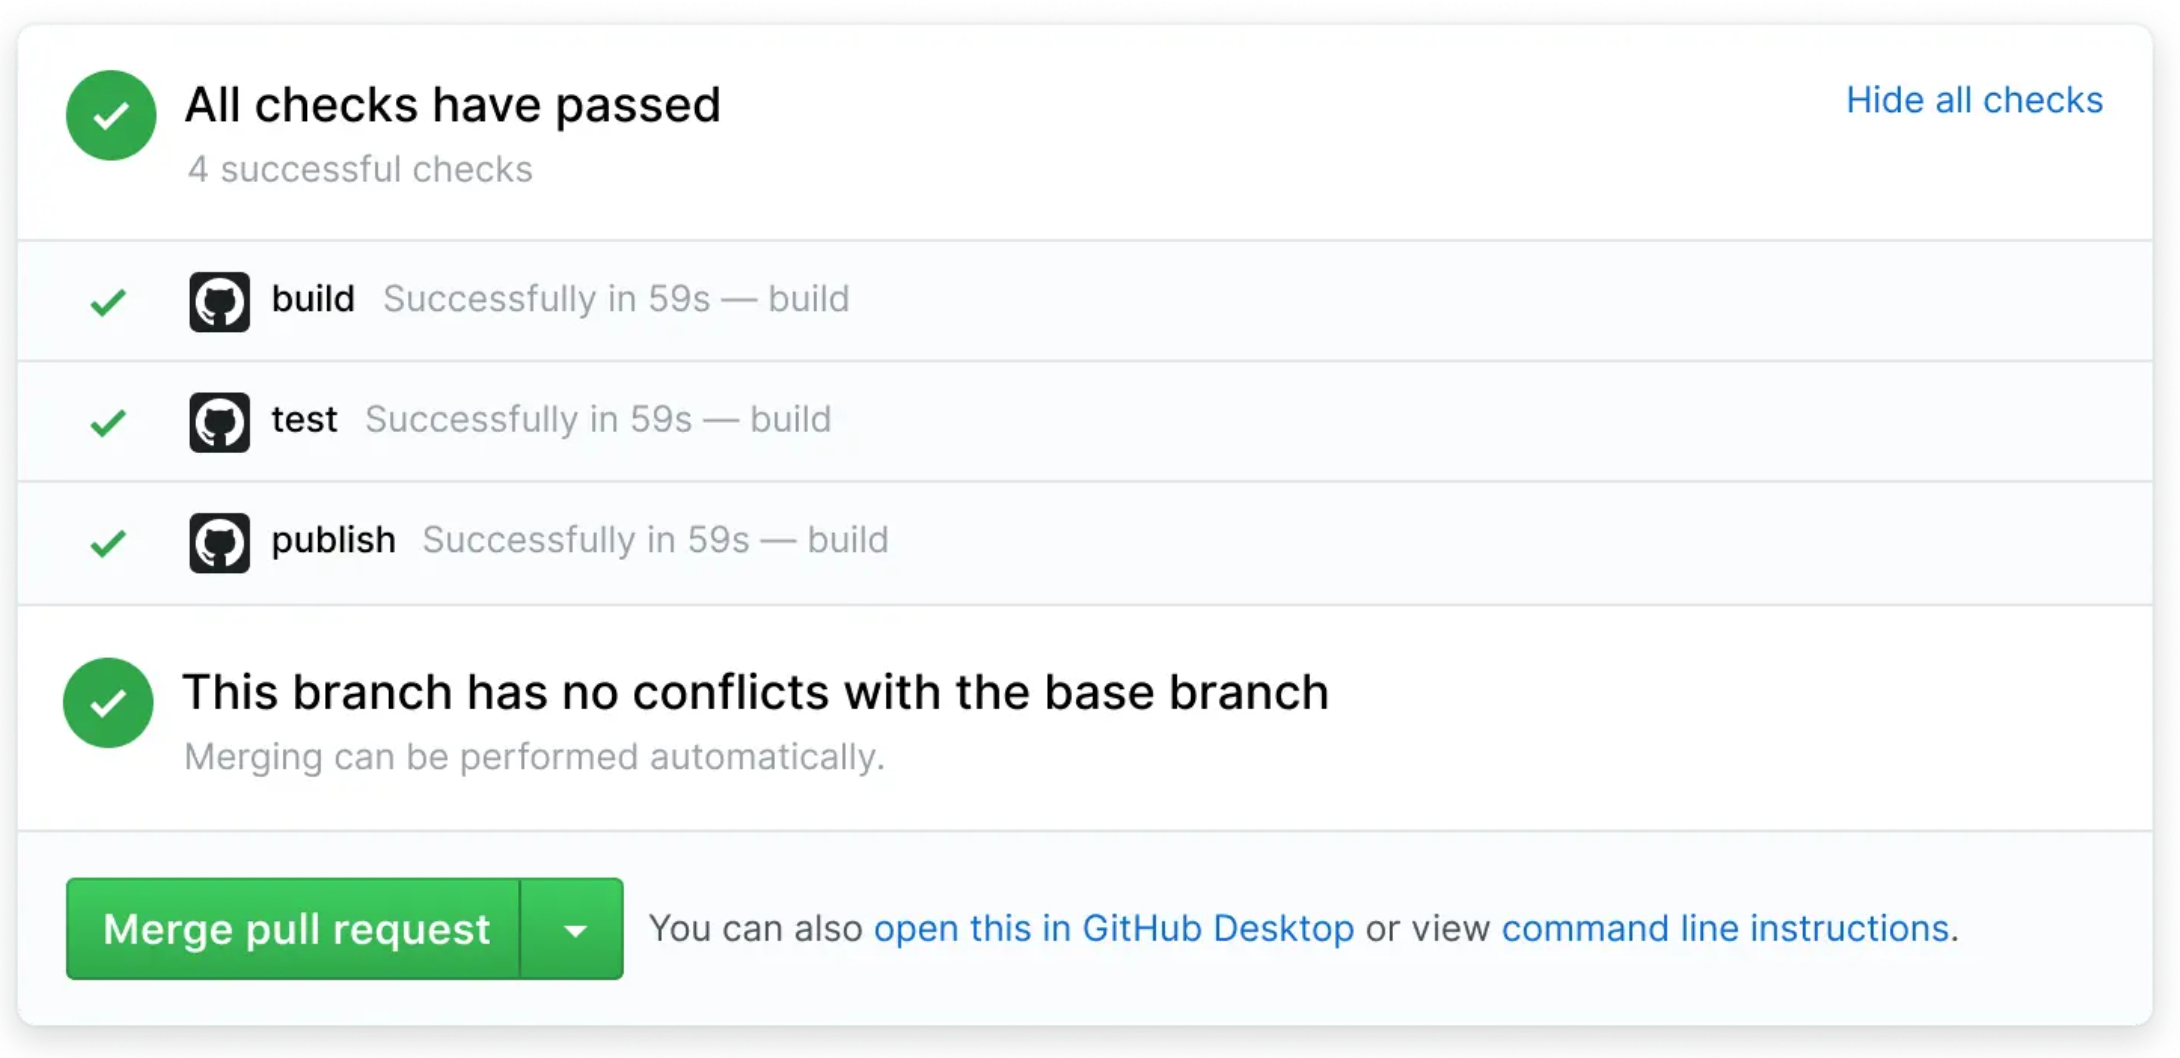 All checks have passed
Hide all checks
4 successful checks
build Successfully in 59s — build
test Successfully in 59s — build
publish Successfully in 59s — build
This branch has no conflicts with the base branch
Merging can be performed automatically.
Merge pull request
You can also open this in GitHub Desktop or view command line instructions.